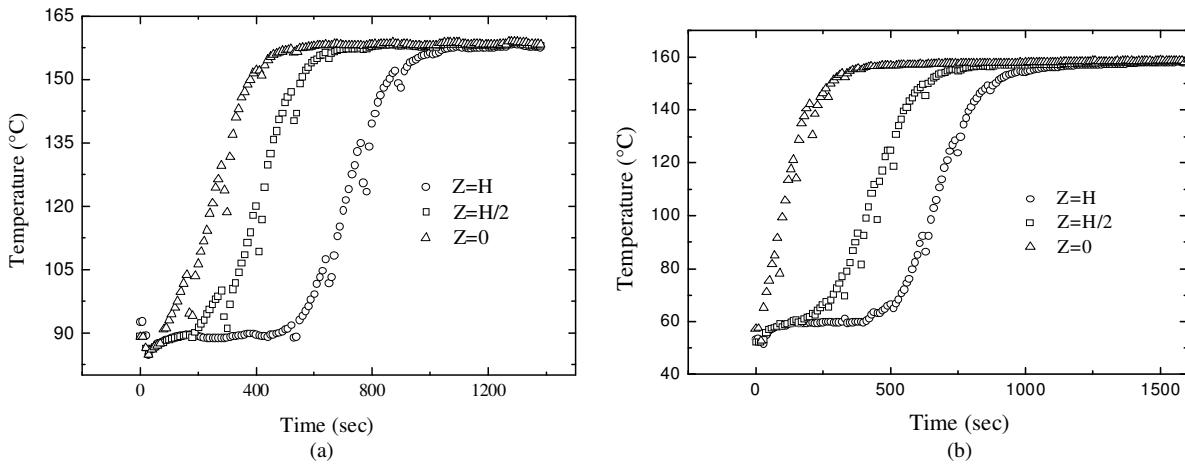 165
150
135
120
105
90
Temperature (°C)
0
400
800
1200
Time (sec)
(a)
Z=H
Z=H/2
Z=0
160
140
120
100
80
60
40
Temperature (°C)
0
500
1000
1500
Time (sec)
(b)
Z=H
Z=H/2
Z=0